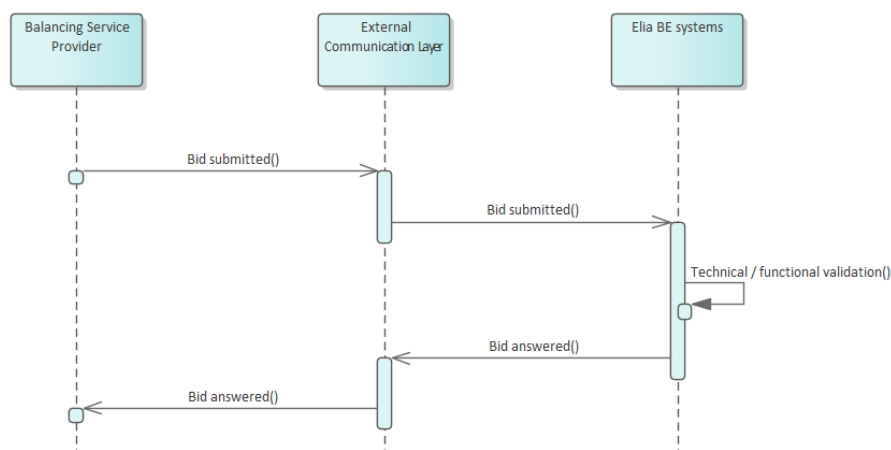 Balancing Service
Provider
External
Communication Layer
Elia BE systems
Bid submitted()
Bid submitted()
Technical / functional validation()
Bid answered()
Bid answered()